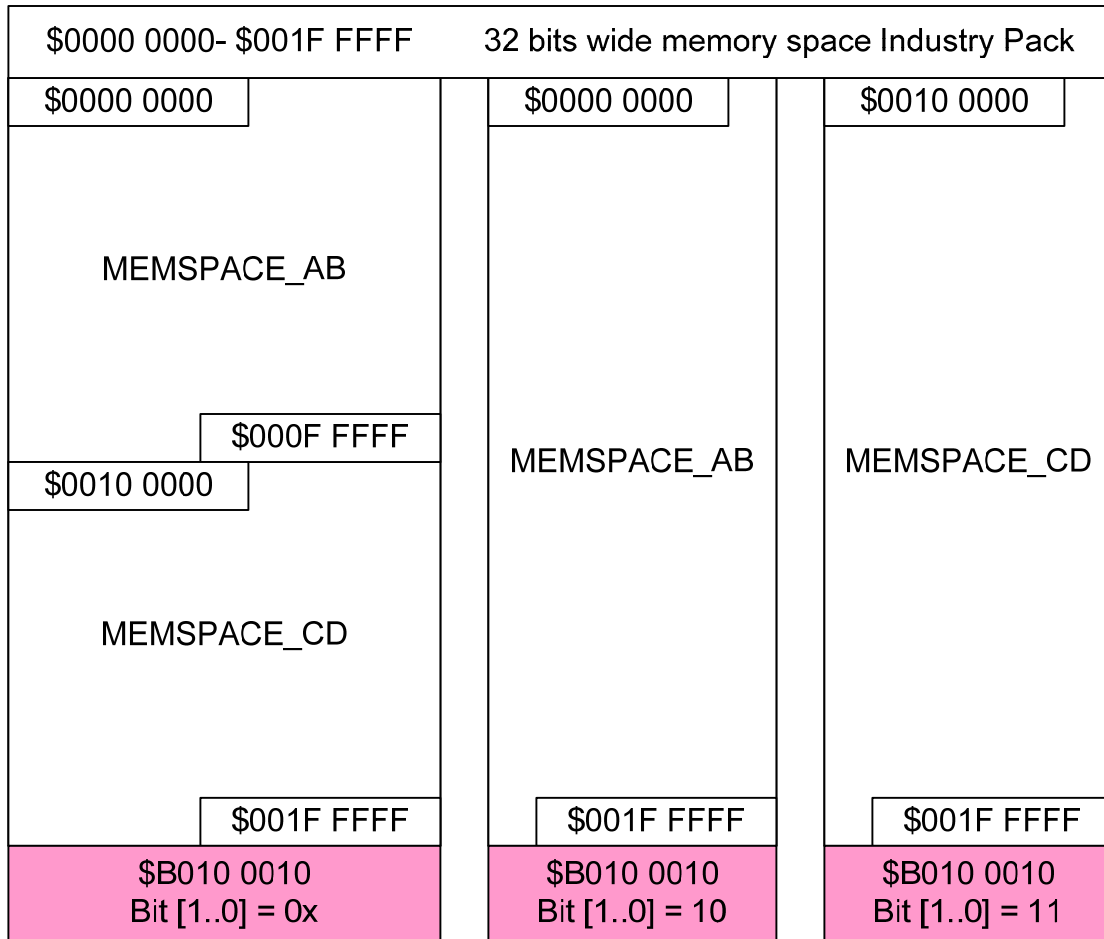 $0000 0000- $001F FFFF 32 bits wide memory space Industry Pack
$0000 0000
MEMSPACE_AB
$000F FFFF
$0010 0000
MEMSPACE_CD
$001F FFFF
$B010 0010
Bit [1..0] = 0x
$0000 0000
MEMSPACE_AB
$001F FFFF
$B010 0010
Bit [1..0] = 10
$0010 0000
MEMSPACE_CD
$001F FFFF
$B010 0010
Bit [1..0] = 11